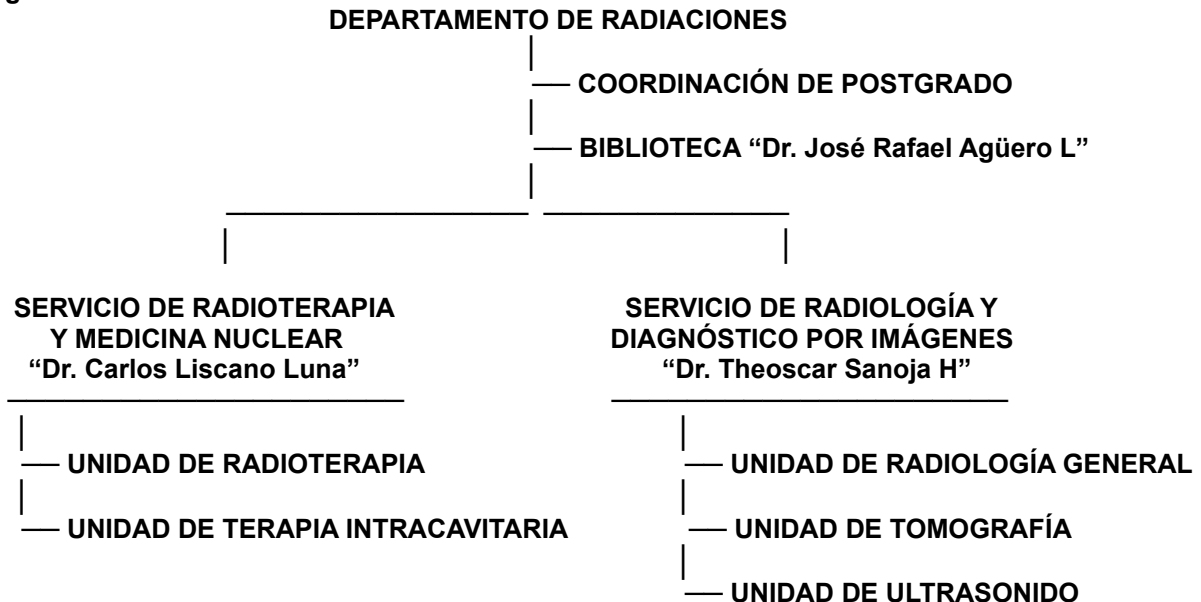 DEPARTAMENTO DE RADIACIONES
COORDINACIÓN DE POSTGRADO
BIBLIOTECA “Dr. José Rafael Agüero L”
SERVICIO DE RADIOTERAPIA
Y MEDICINA NUCLEAR
“Dr. Carlos Liscano Luna”
UNIDAD DE RADIOTERAPIA
UNIDAD DE TERAPIA INTRACAVITARIA
SERVICIO DE RADIOLOGÍA Y
DIAGNÓSTICO POR IMÁGENES
“Dr. Theoscar Sanoja H”
UNIDAD DE RADIOLOGÍA GENERAL
UNIDAD DE TOMOGRAFÍA
UNIDAD DE ULTRASONIDO